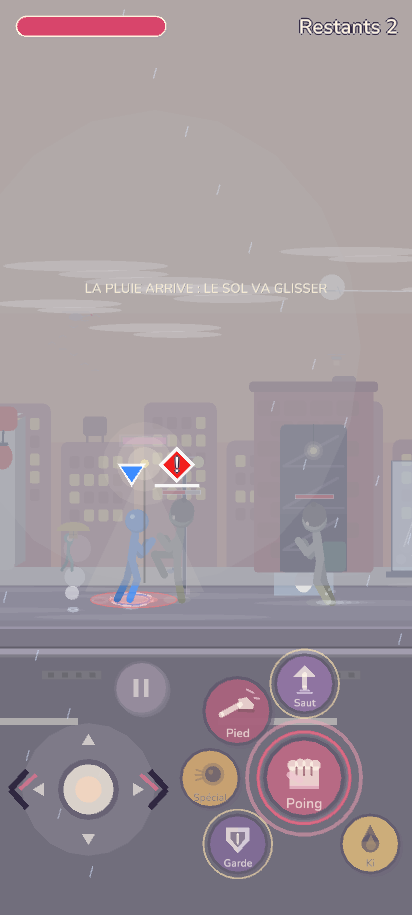 Restants 2
LA PLUIE ARRIVE : LE SOL VA GLISSER
!
Saut
Pied
Spécial
Poing
Garde
Ki